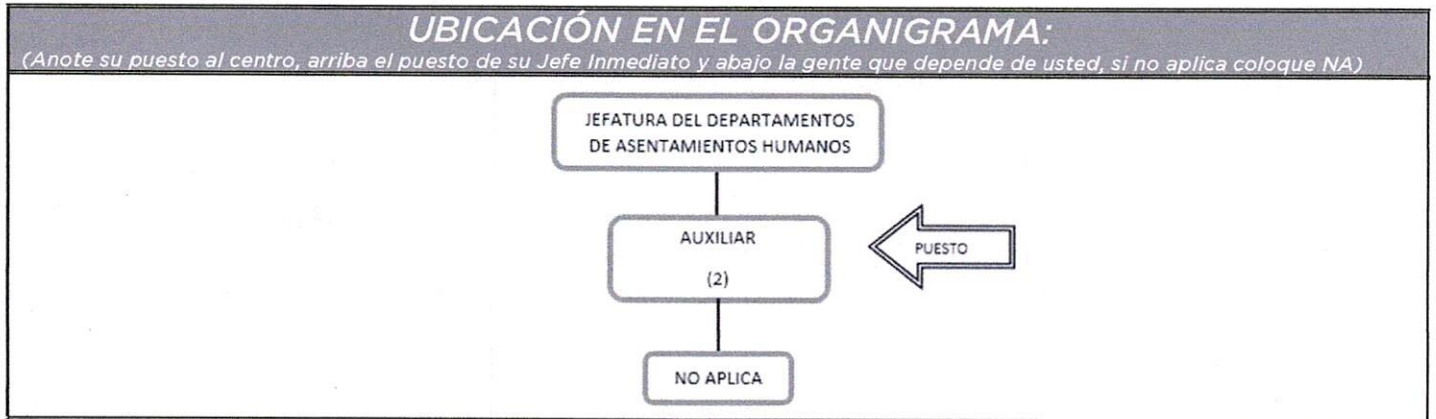 UBICACIÓN EN EL ORGANIGRAMA:
(Anote su puesto al centro, arriba el puesto de su Jefe Inmediato y abajo la gente que depende de usted, si no aplica coloque NA)
JEFATURA DEL DEPARTAMENTOS
DE ASENTAMIENTOS HUMANOS
AUXILIAR
(2)
PUESTO
NO APLICA